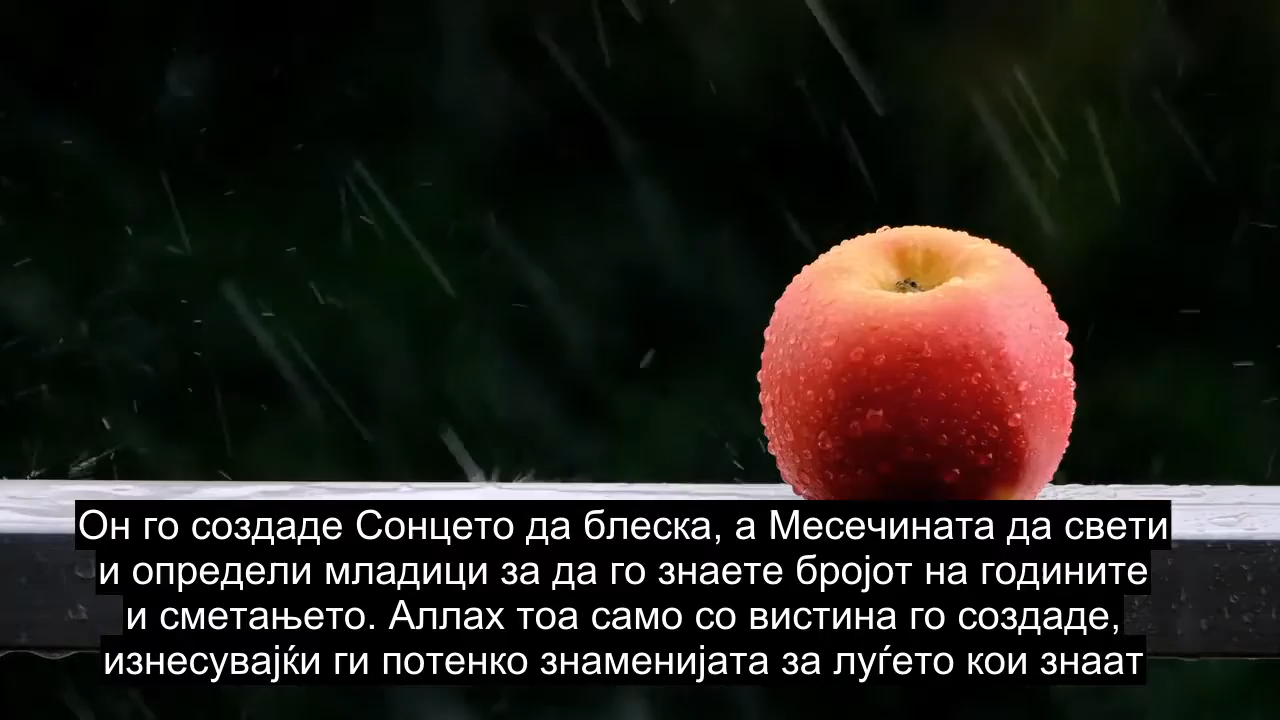 Он го создаде Сонцето да блеска, а Месечината да свети
и определи младици за да го знаете бројот на годините
и сметањето. Аллах тоа само со вистина го создаде,
изнесувајќи ги потенко знаменијата за луѓето кои знаат